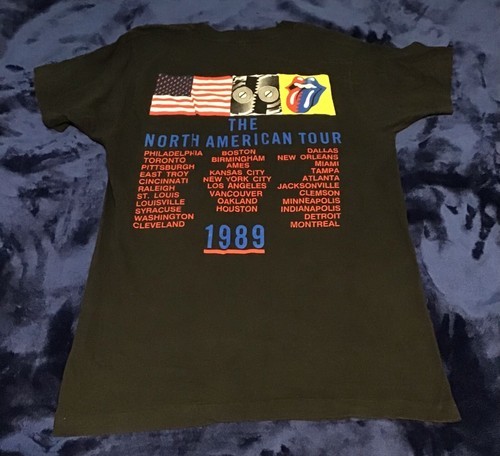 THE
NORTH AMERICAN TOUR
PHILADELPHIA
TORONTO
PITTSBURGH
EAST TROY
CINCINNATI
RALEIGH
ST. LOUIS
LOUISVILLE
SYRACUSE
WASHINGTON
CLEVELAND
BOSTON
BIRMINGHAM
AMES
KANSAS CITY
NEW YORK CITY
LOS ANGELES
VANCOUVER
OAKLAND
HOUSTON
DALLAS
NEW ORLEANS
MIAMI
TAMPA
ATLANTA
JACKSONVILLE
CLEMSON
MINNEAPOLIS
INDIANAPOLIS
DETROIT
MONTREAL
1989